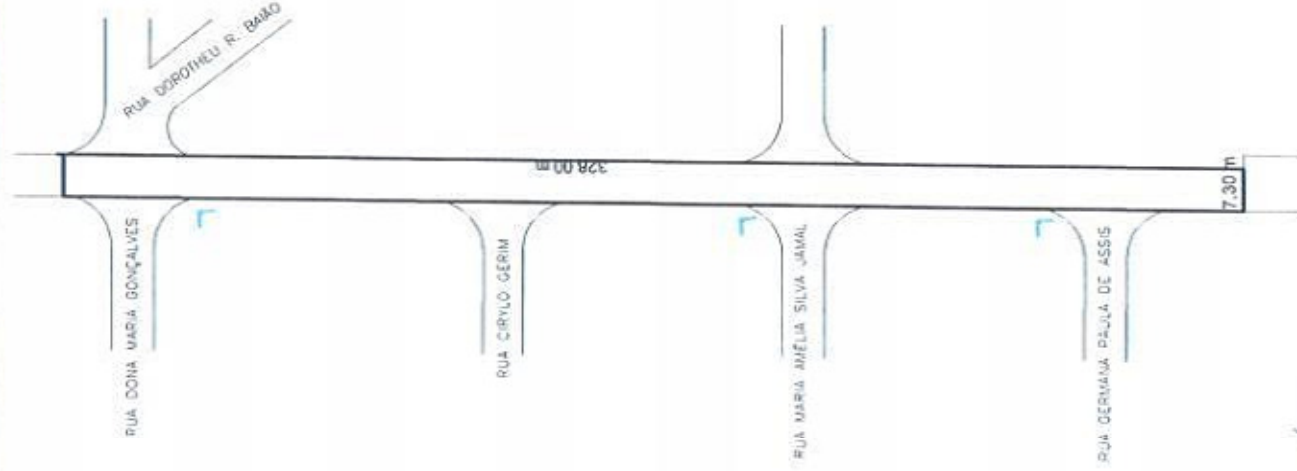 RUA DOROTHEU R. BAIÃO
328.00 m
7.30 m
RUA DONA MARIA GONÇALVES
RUA CIRYLO GERIM
RUA MARIA AMÉLIA SILVA JAMAL
RUA GERMANA PAULA DE ASSIS